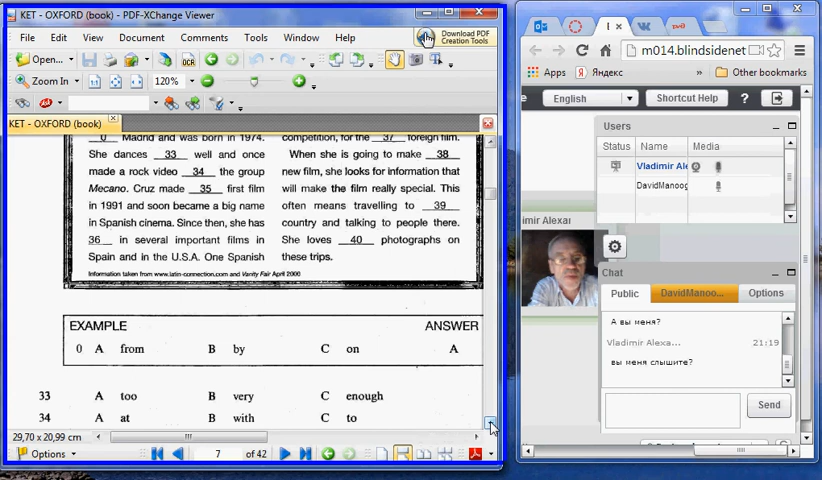 KET - OXFORD (book) - PDF-XChange Viewer
File Edit View Document Comments Tools Window Help
Download PDF
Creation Tools
Open...
OCR
Zoom In
120%
KET - OXFORD (book)
0 Madrid and was born in 1974.
She dances 33 well and once
made a rock video 34 the group
Mecano. Cruz made 35 first film
in 1991 and soon became a big name
in Spanish cinema. Since then, she has
36 in several important films in
Spain and in the U.S.A. One Spanish
competition, for the 37 foreign film.
When she is going to make 38
new film, she looks for information that
will make the film really special. This
often means travelling to 39
country and talking to people there.
She loves 40 photographs on
these trips.
Information taken from www.latin-connection.com and Vanity Fair April 2000
EXAMPLE ANSWER
0 A from B by C on A
33 A too B very C enough
34 A at B with C to
29,70 x 20,99 cm
Options 7 of 42
m014.blindsidenet
Apps Яндекс Other bookmarks
English Shortcut Help ?
Users
Status Name Media
Vladimir Ale
DavidManoog
imir Alexar
Chat
Public DavidManoo... Options
А вы меня?
Vladimir Alexa... 21:19
вы меня слышите?
Send